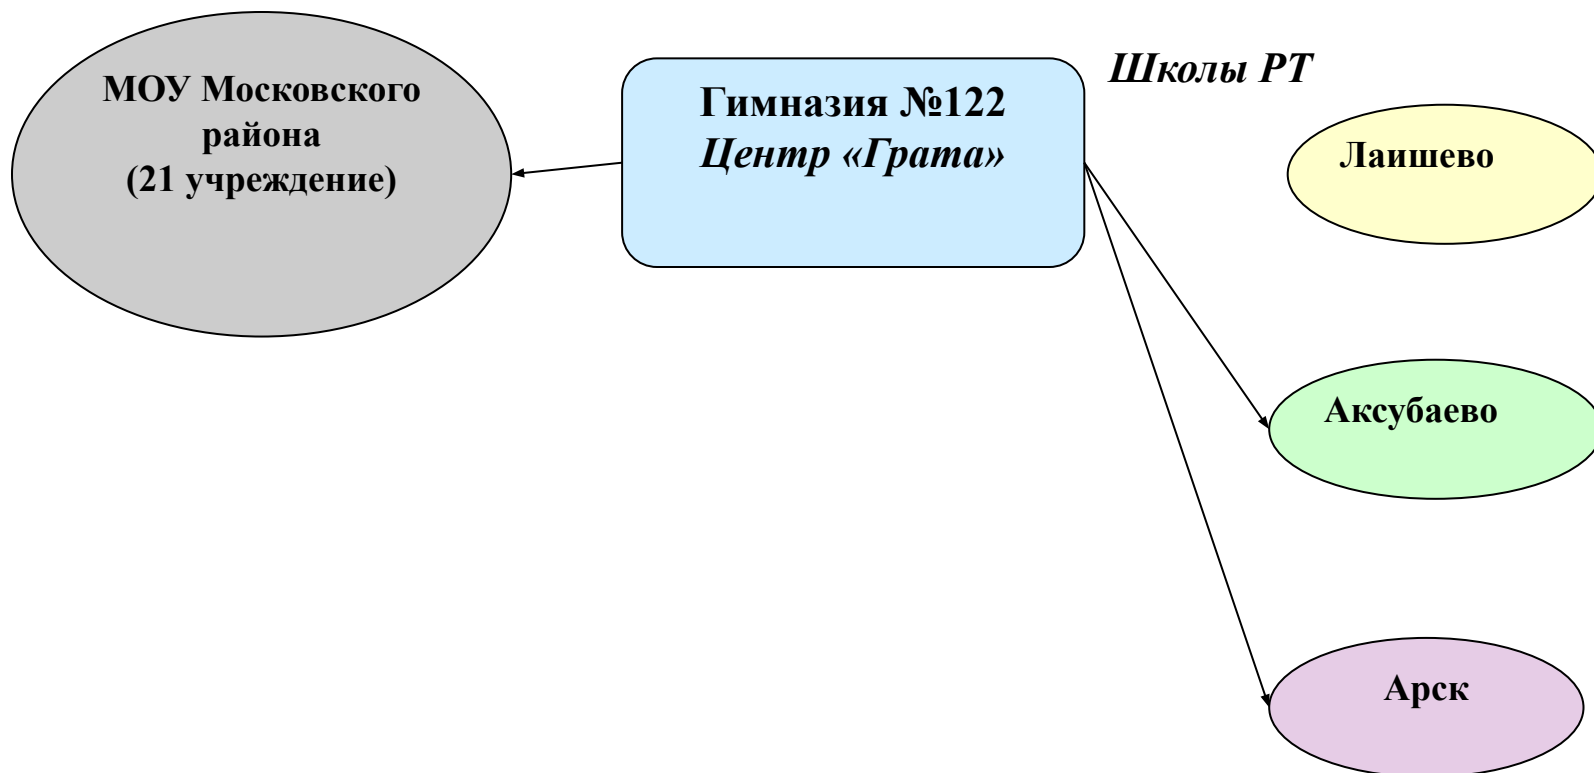 МОУ Московского
района
(21 учреждение)
Гимназия №122
Центр «Грата»
Школы РТ
Лаишево
Аксубаево
Арск